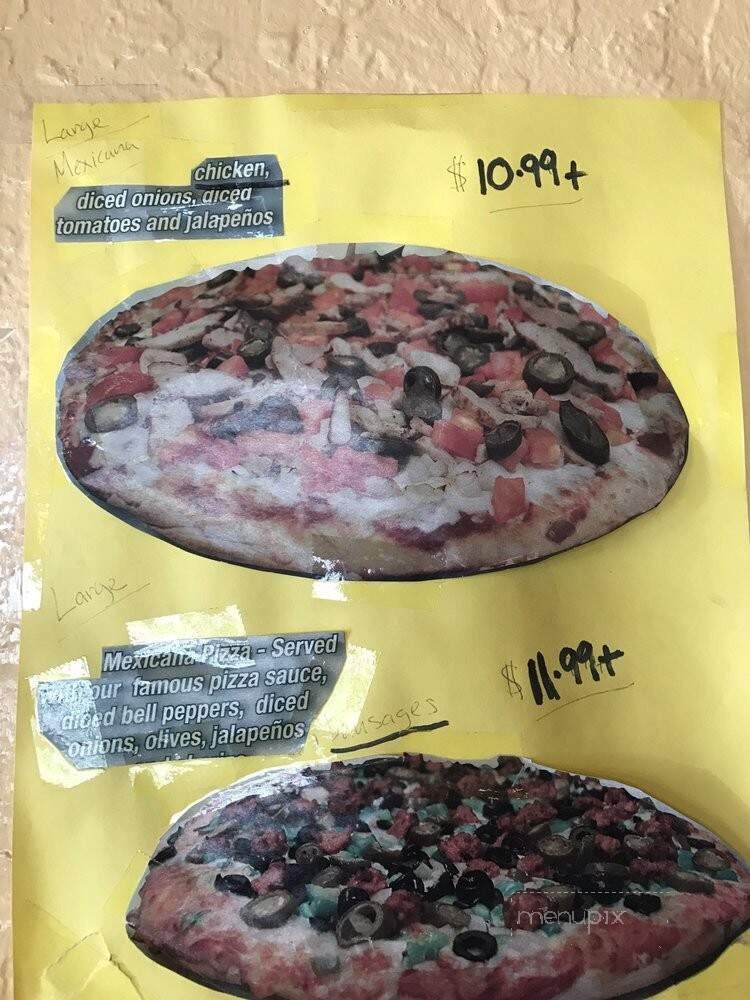 Large
Mexicana
$ 10.99+
chicken,
diced onions, diced
tomatoes and jalapeños
Large
Mexicana Pizza - Served
our famous pizza sauce,
diced bell peppers, diced
onions, olives, jalapeños
sausages
$ 11.99+
menupix